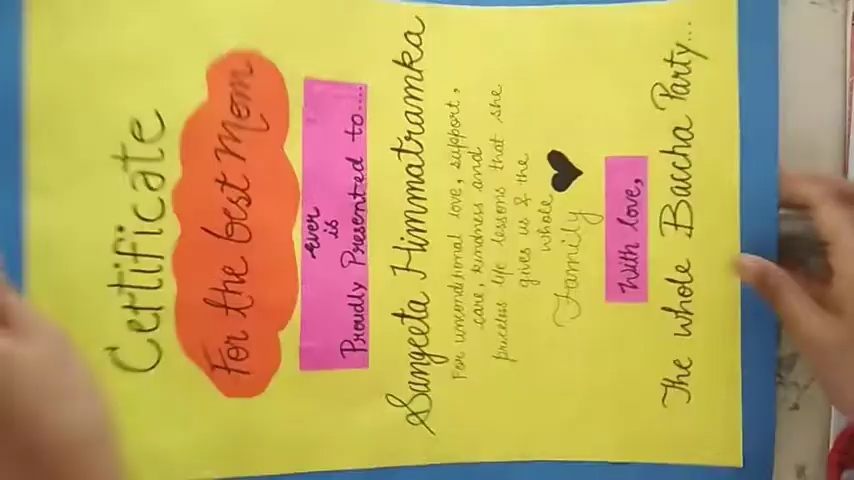 Certificate
For the best Mom
ever
is
Proudly Presented to....
Sangeeta Himmatramka
For unconditional love, support,
care, kindness and
priceless life lessons that she
gives us & the
whole
Family
With love,
The whole Baccha Party...